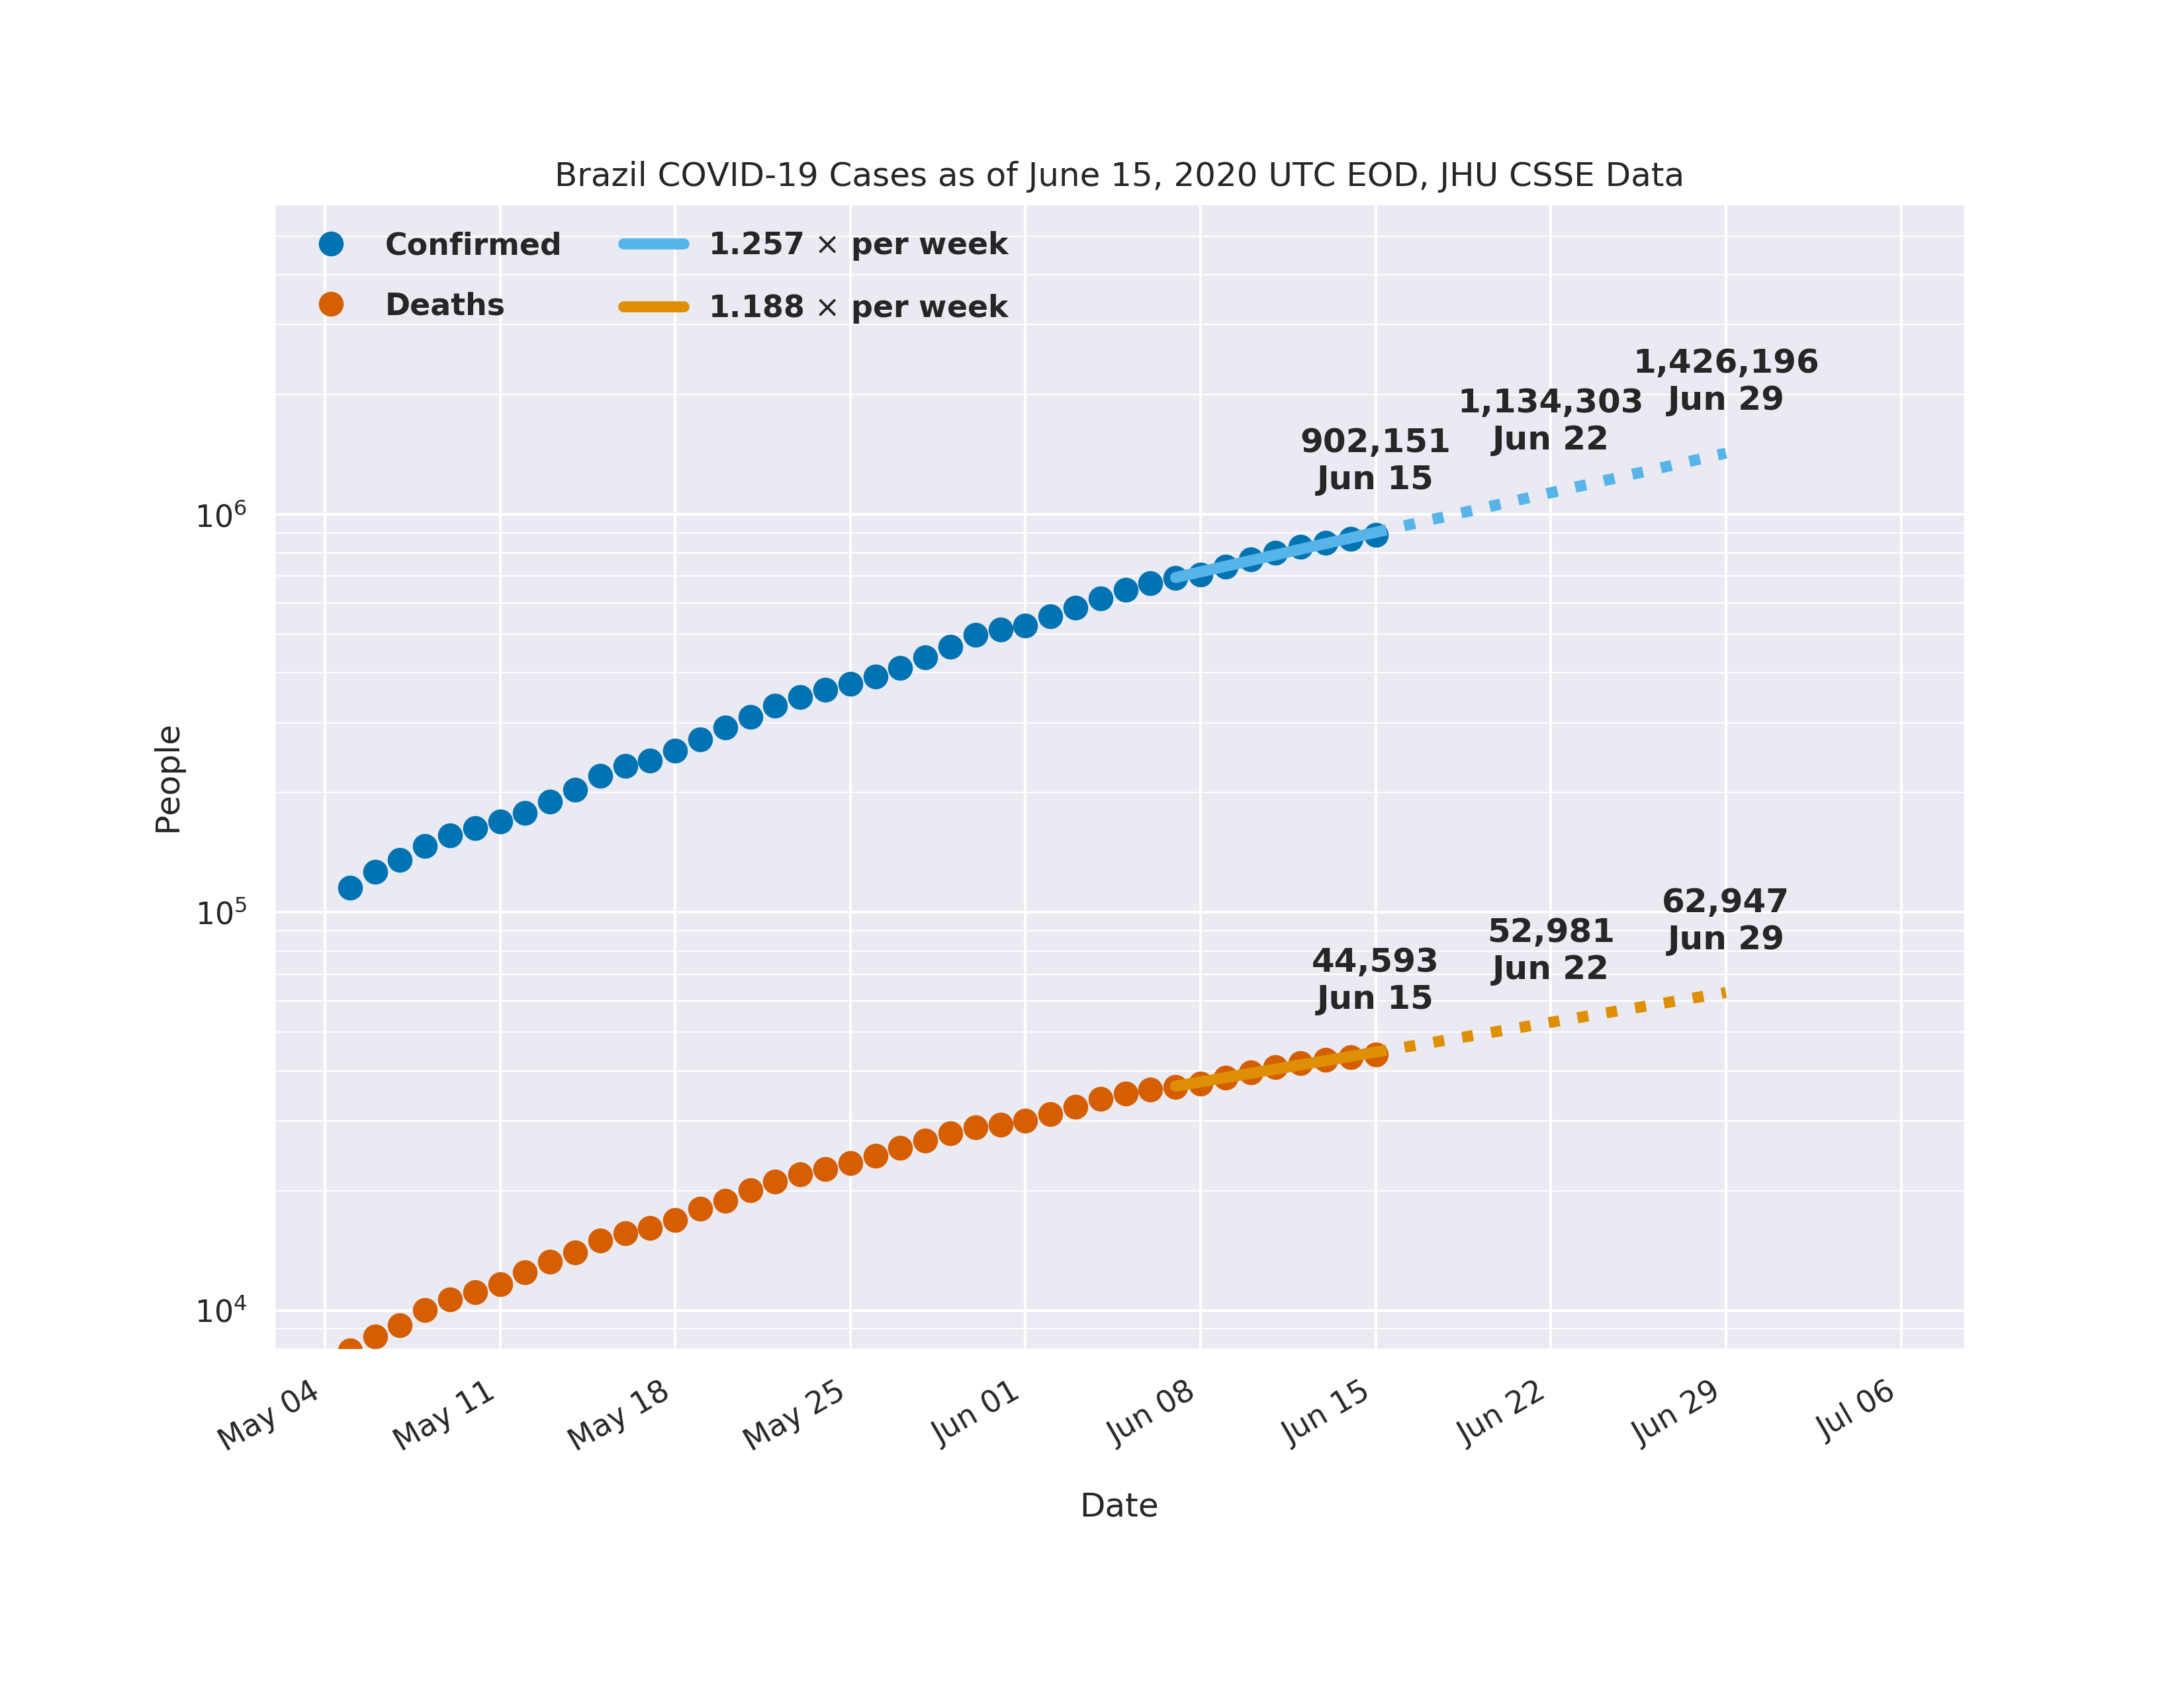 Brazil COVID-19 Cases as of June 15, 2020 UTC EOD, JHU CSSE Data
Confirmed
Deaths
1.257 × per week
1.188 × per week
1,426,196
Jun 29
1,134,303
Jun 22
902,151
Jun 15
62,947
Jun 29
52,981
Jun 22
44,593
Jun 15
People
10⁶
10⁵
10⁴
May 04
May 11
May 18
May 25
Jun 01
Jun 08
Jun 15
Jun 22
Jun 29
Jul 06
Date